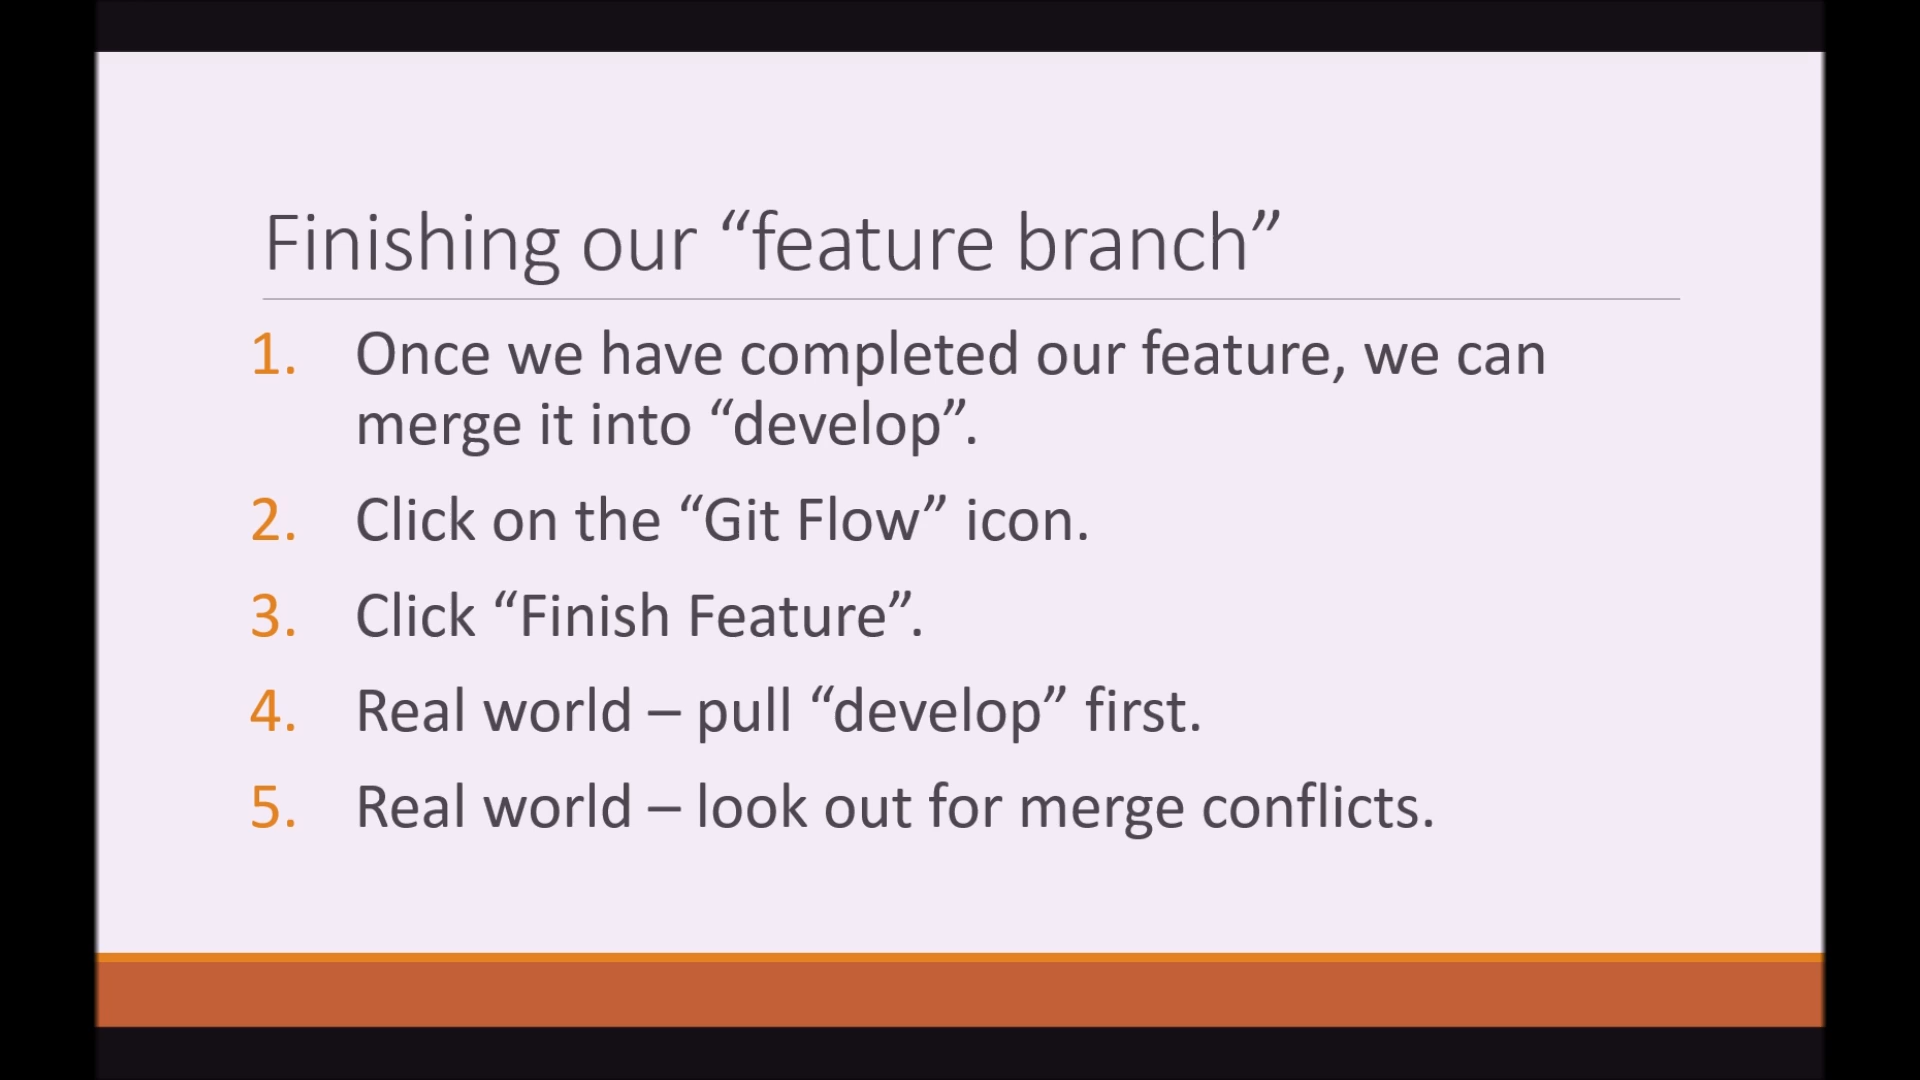 Finishing our “feature branch”
1. Once we have completed our feature, we can
merge it into “develop”.
2. Click on the “Git Flow” icon.
3. Click “Finish Feature”.
4. Real world – pull “develop” first.
5. Real world – look out for merge conflicts.